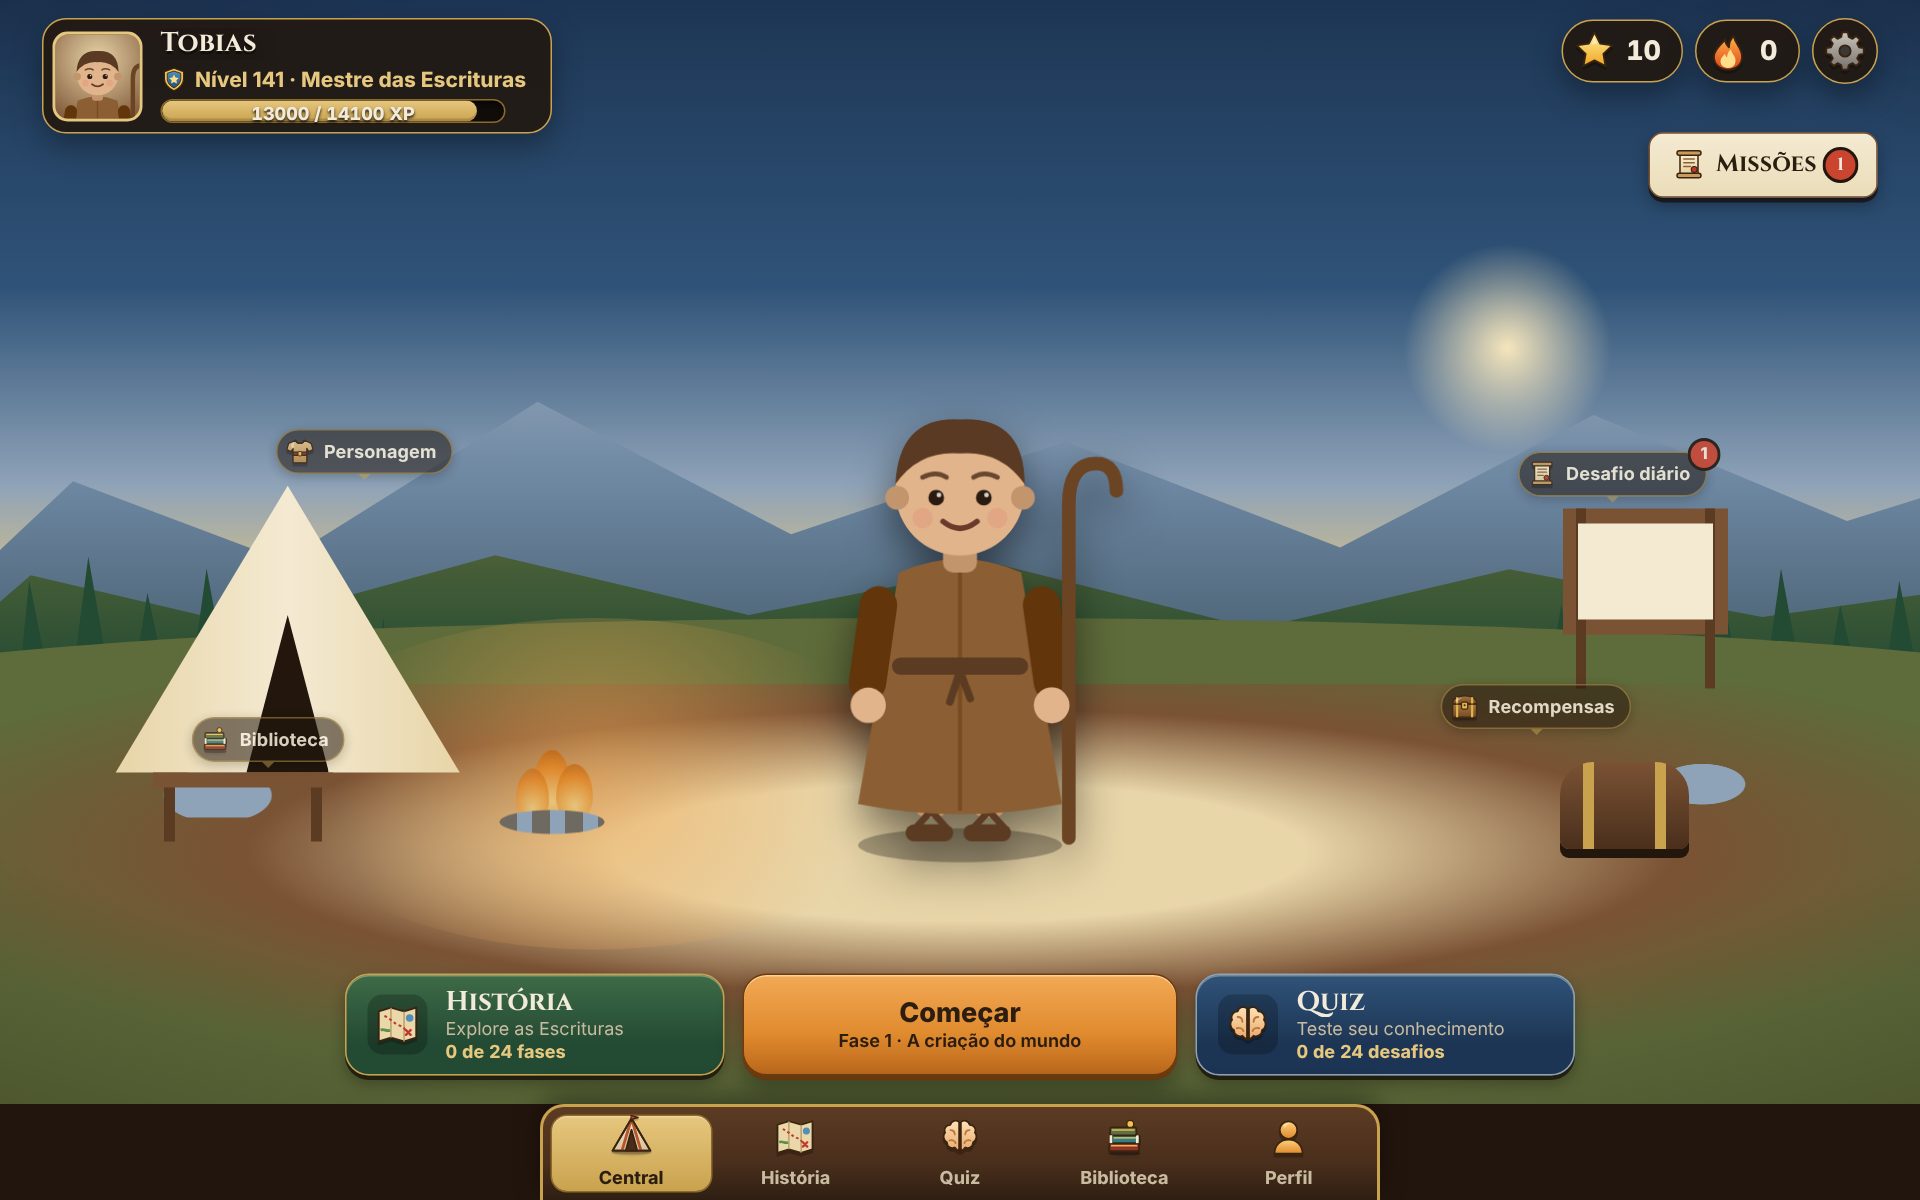 Tobias
Nível 141 · Mestre das Escrituras
13000 / 14100 XP
10
0
Missões 1
Personagem
Desafio diário 1
Recompensas
Biblioteca
História
Explore as Escrituras
0 de 24 fases
Começar
Fase 1 · A criação do mundo
Quiz
Teste seu conhecimento
0 de 24 desafios
Central
História
Quiz
Biblioteca
Perfil